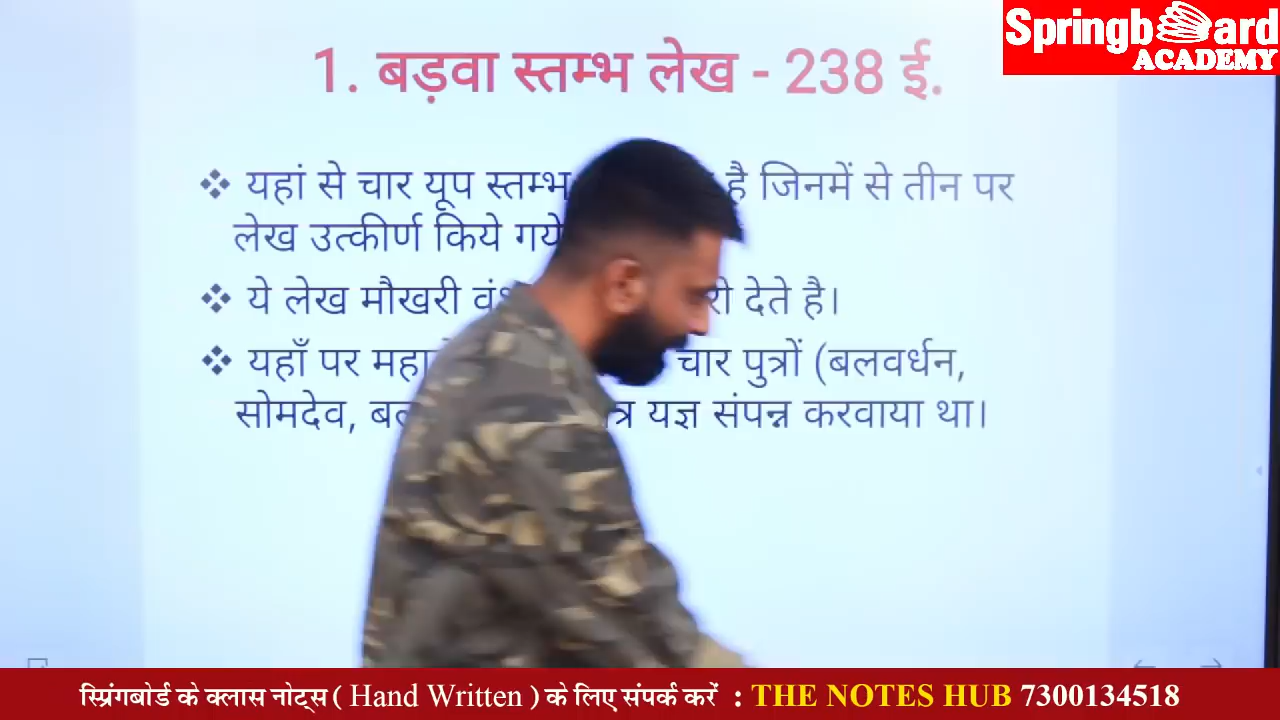 Springboard
ACADEMY
1. बड़वा स्तम्भ लेख - 238 ई.
❖ यहां से चार यूप स्तम्भ है जिनमें से तीन पर
लेख उत्कीर्ण किये गये
❖ ये लेख मौखरी देते है।
❖ यहाँ पर चार पुत्रों (बलवर्धन,
सोमदेव, यज्ञ संपन्न करवाया था।
स्प्रिंगबोर्ड के क्लास नोट्स ( Hand Written ) के लिए संपर्क करें : THE NOTES HUB 7300134518